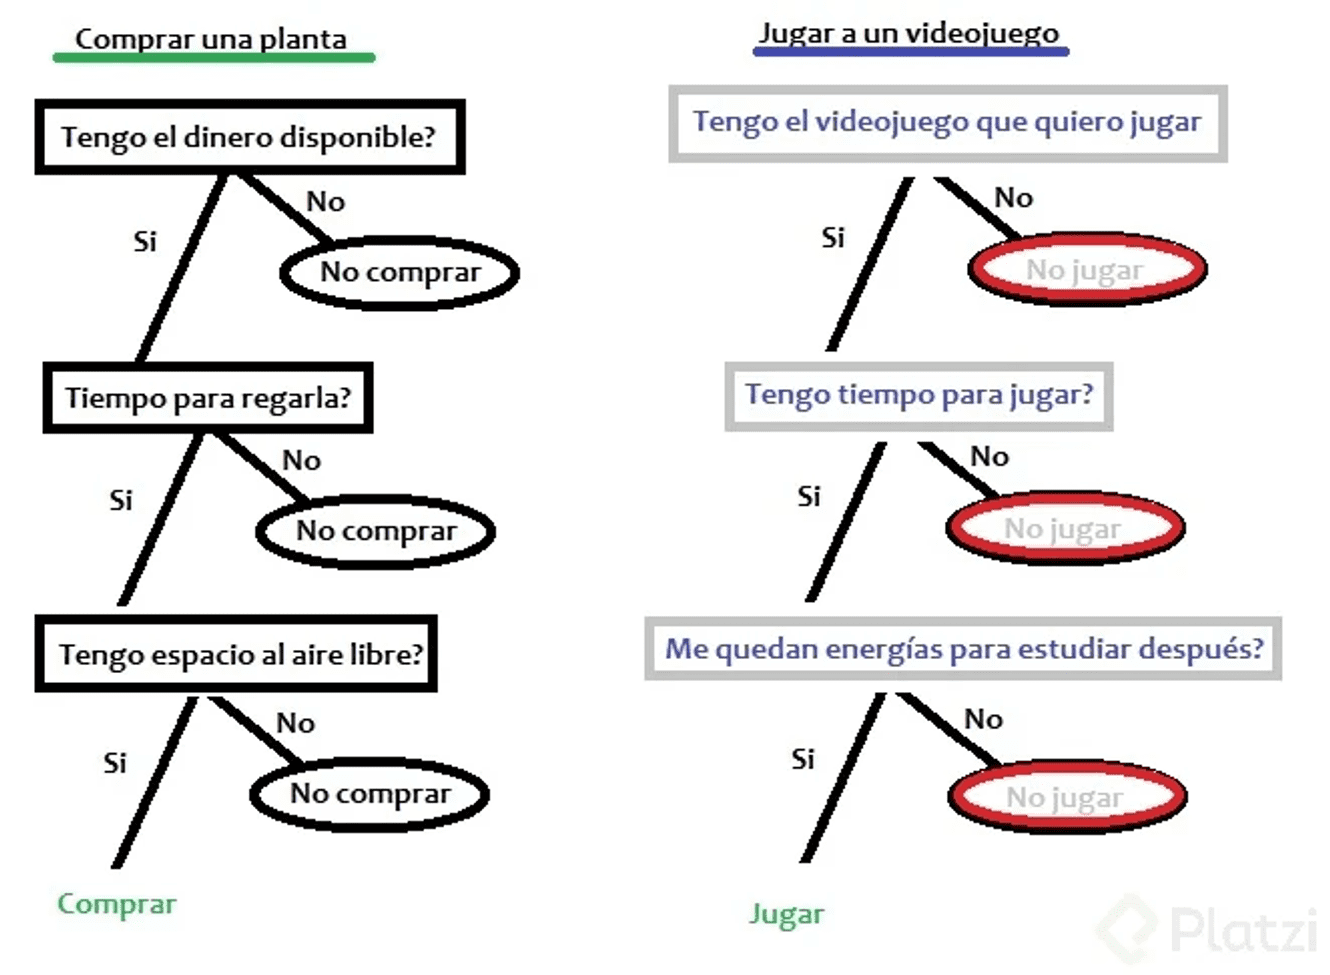 Comprar una planta
Tengo el dinero disponible?
No
Si
No comprar
Tiempo para regarla?
No
Si
No comprar
Tengo espacio al aire libre?
No
Si
No comprar
Comprar
Jugar a un videojuego
Tengo el videojuego que quiero jugar
No
Si
No jugar
Tengo tiempo para jugar?
No
Si
No jugar
Me quedan energías para estudiar después?
No
Si
No jugar
Jugar
Platzi